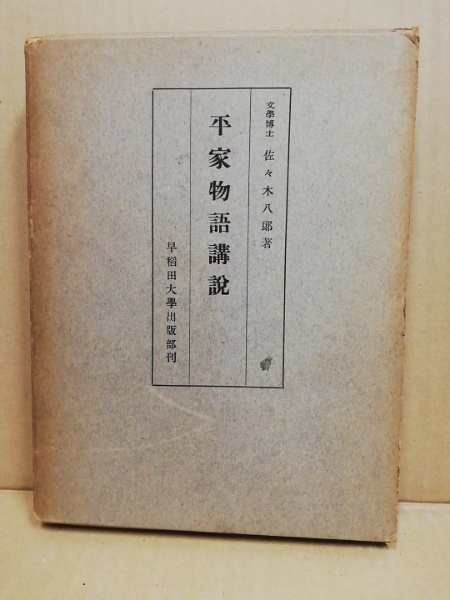 文學博士 佐々木八郎著
平家物語講說
早稻田大學出版部刊